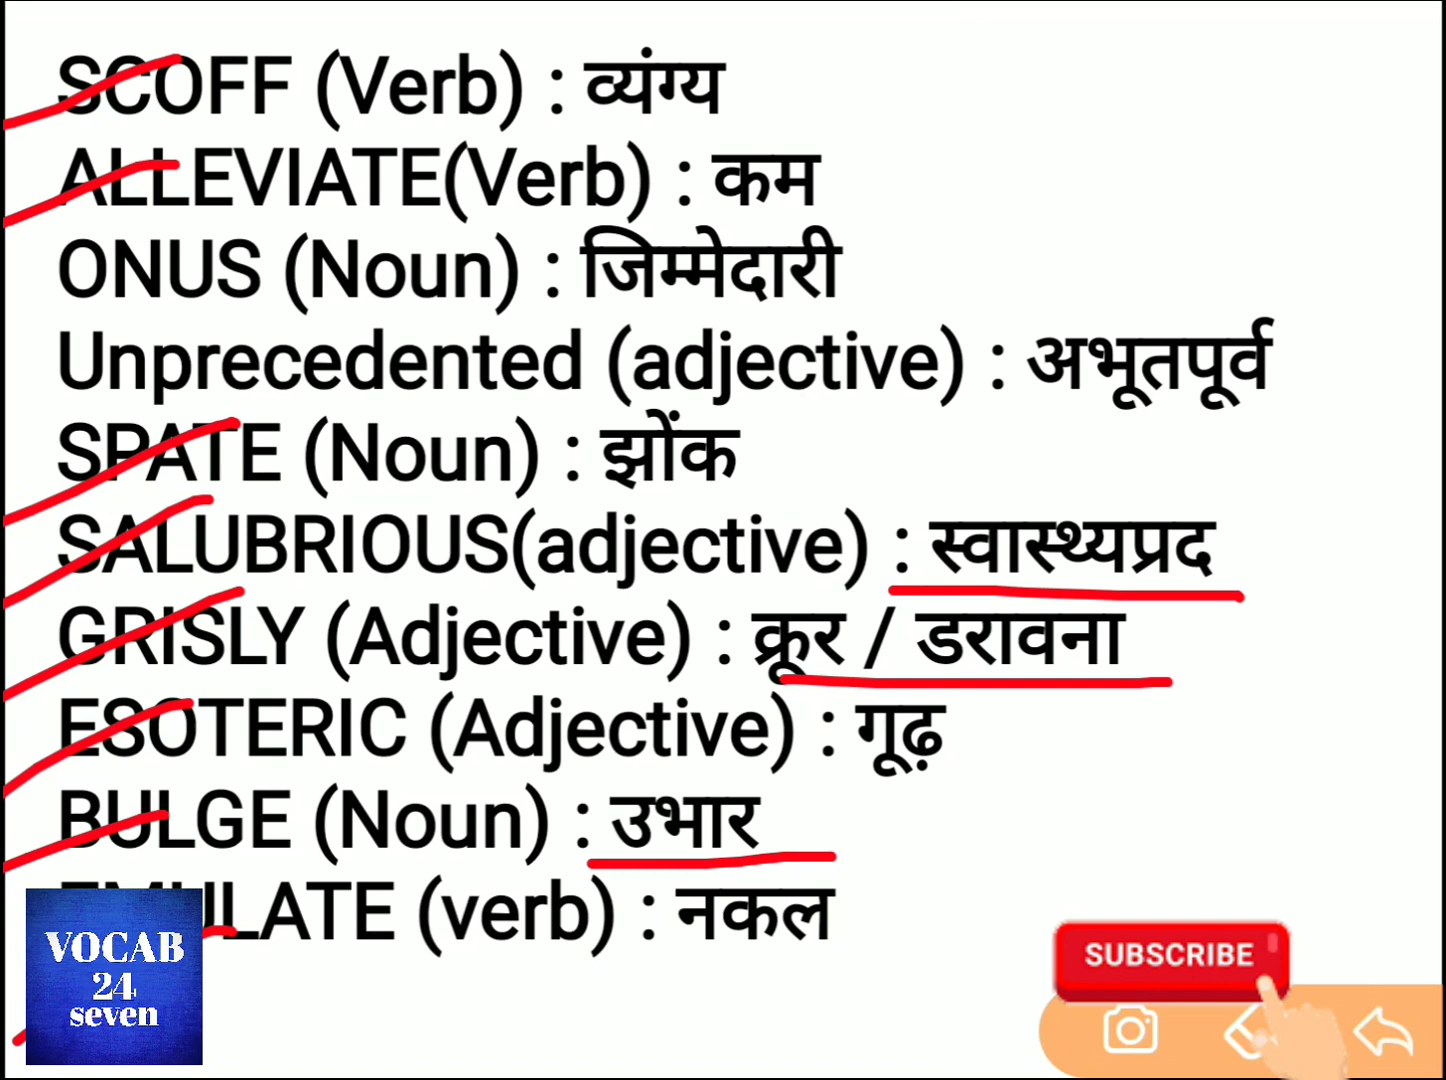 SCOFF (Verb) : व्यंग्य
ALLEVIATE(Verb) : कम
ONUS (Noun) : जिम्मेदारी
Unprecedented (adjective) : अभूतपूर्व
SPATE (Noun) : झोंक
SALUBRIOUS(adjective) : स्वास्थ्यप्रद
GRISLY (Adjective) : क्रूर / डरावना
ESOTERIC (Adjective) : गूढ़
BULGE (Noun) : उभार
EMULATE (verb) : नकल
VOCAB
24
seven
SUBSCRIBE